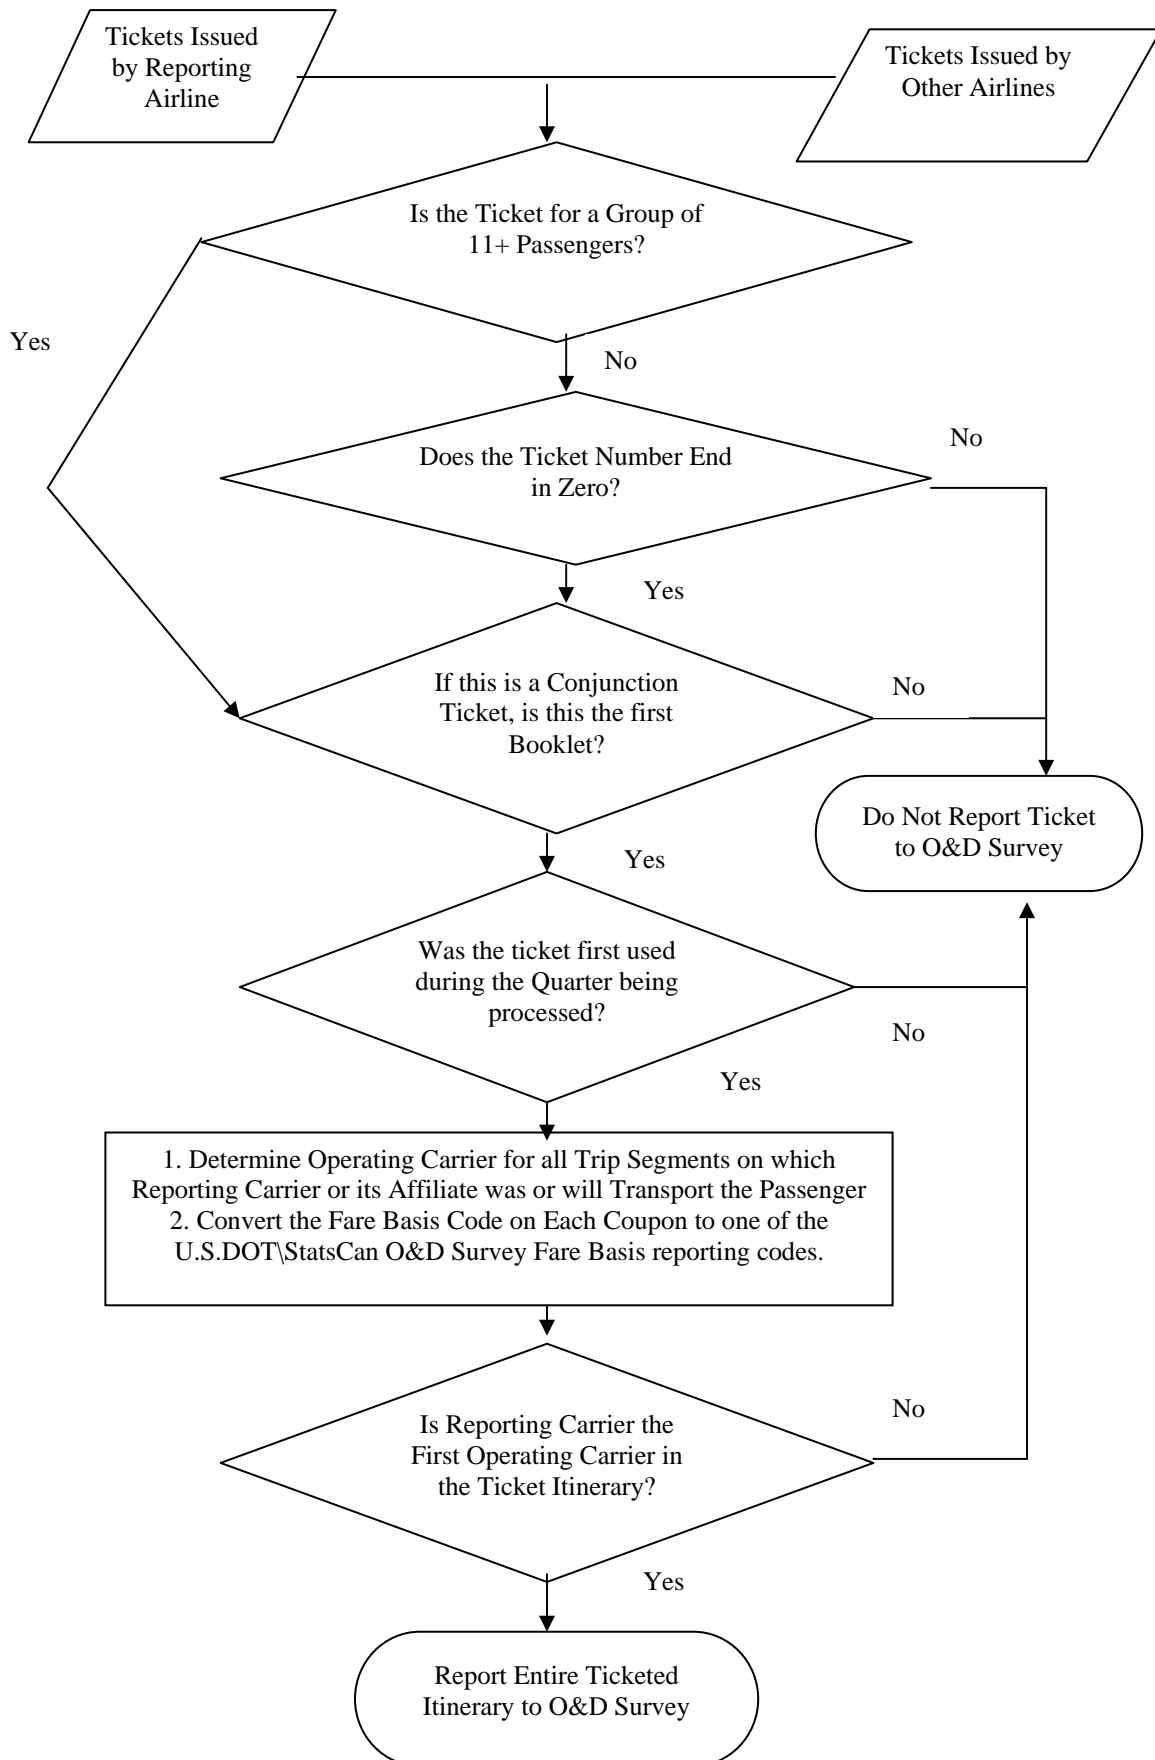 Tickets Issued
by Reporting
Airline
Tickets Issued by
Other Airlines
Is the Ticket for a Group of
11+ Passengers?
Yes
No
Does the Ticket Number End
in Zero?
No
Yes
If this is a Conjunction
Ticket, is this the first
Booklet?
No
Do Not Report Ticket
to O&D Survey
Yes
Was the ticket first used
during the Quarter being
processed?
No
Yes
1. Determine Operating Carrier for all Trip Segments on which
Reporting Carrier or its Affiliate was or will Transport the Passenger
2. Convert the Fare Basis Code on Each Coupon to one of the
U.S.DOT\StatsCan O&D Survey Fare Basis reporting codes.
Is Reporting Carrier the
First Operating Carrier in
the Ticket Itinerary?
No
Yes
Report Entire Ticketed
Itinerary to O&D Survey